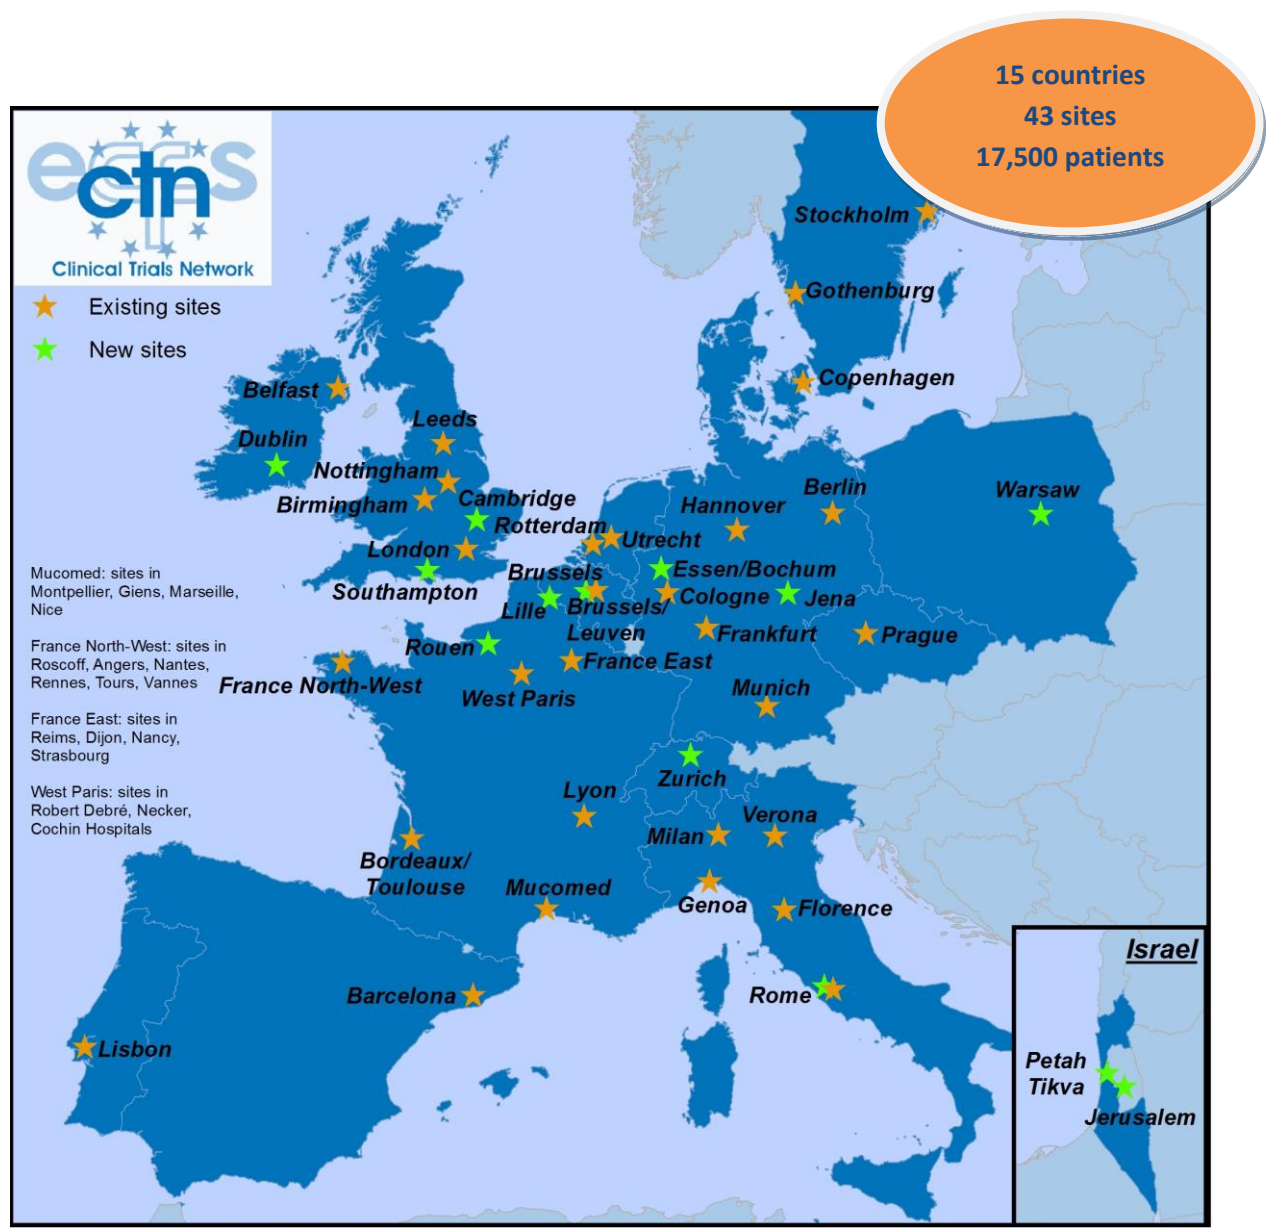 15 countries
43 sites
17,500 patients
ecfs
ctn
Clinical Trials Network
Existing sites
New sites
Stockholm
Gothenburg
Copenhagen
Belfast
Leeds
Dublin
Nottingham
Birmingham
Cambridge
Rotterdam
Utrecht
Hannover
Berlin
Warsaw
London
Southampton
Brussels
Essen/Bochum
Lille
Brussels/
Leuven
Cologne
Jena
Rouen
Frankfurt
Prague
France East
France North-West
West Paris
Munich
Mucomed: sites in
Montpellier, Giens, Marseille,
Nice
France North-West: sites in
Roscoff, Angers, Nantes,
Rennes, Tours, Vannes
France East: sites in
Reims, Dijon, Nancy,
Strasbourg
West Paris: sites in
Robert Debré, Necker,
Cochin Hospitals
Zurich
Lyon
Verona
Milan
Bordeaux/
Toulouse
Mucomed
Genoa
Florence
Barcelona
Rome
Lisbon
Israel
Petah
Tikva
Jerusalem